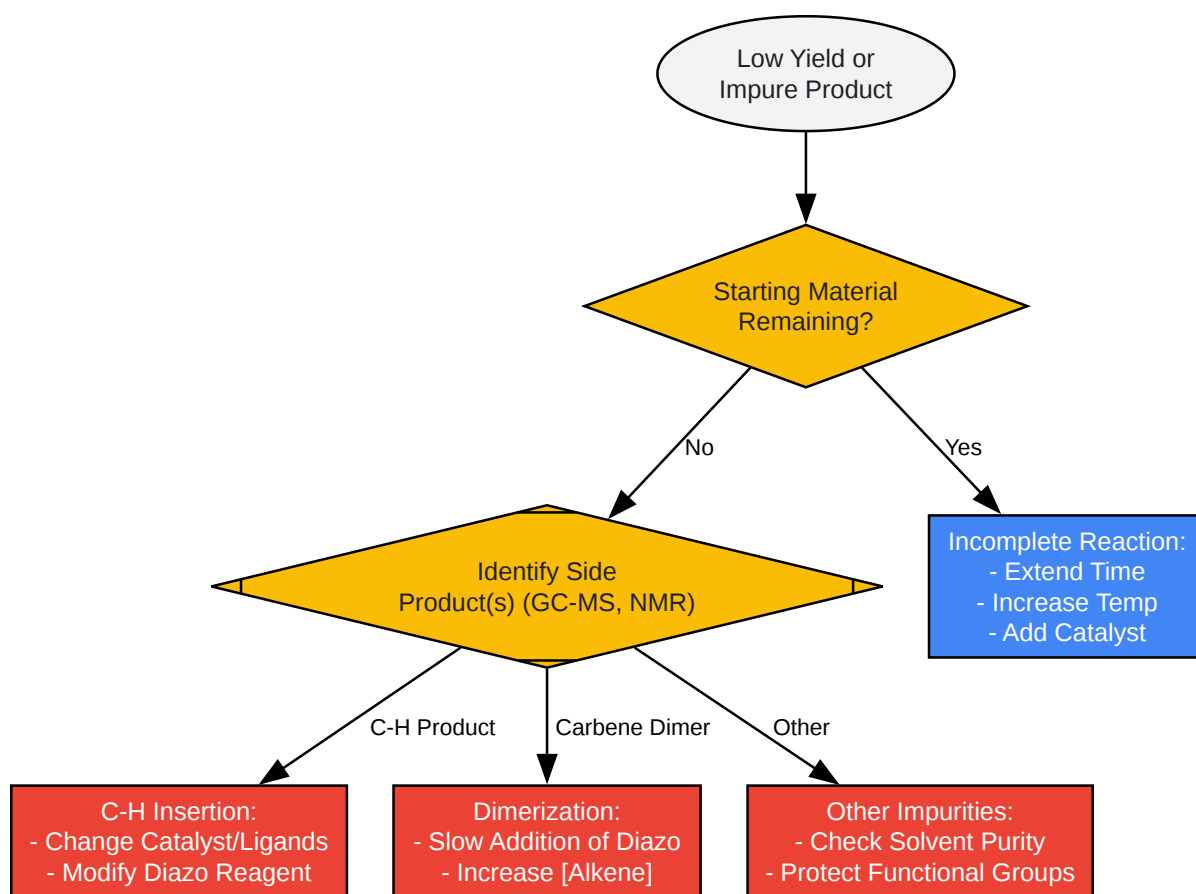 Low Yield or
Impure Product
Starting Material
Remaining?
No
Yes
Identify Side
Product(s) (GC-MS, NMR)
Incomplete Reaction:
- Extend Time
- Increase Temp
- Add Catalyst
C-H Product
Carbene Dimer
Other
C-H Insertion:
- Change Catalyst/Ligands
- Modify Diazo Reagent
Dimerization:
- Slow Addition of Diazo
- Increase [Alkene]
Other Impurities:
- Check Solvent Purity
- Protect Functional Groups